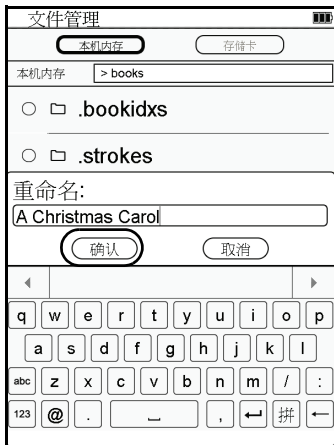 文件管理
本机内存 存储卡
本机内存 > books
.bookidxs
.strokes
重命名:
A Christmas Carol
确认 取消
q w e r t y u i o p
a s d f g h j k l
abc z x c v b n m / :
123 @ . , 拼